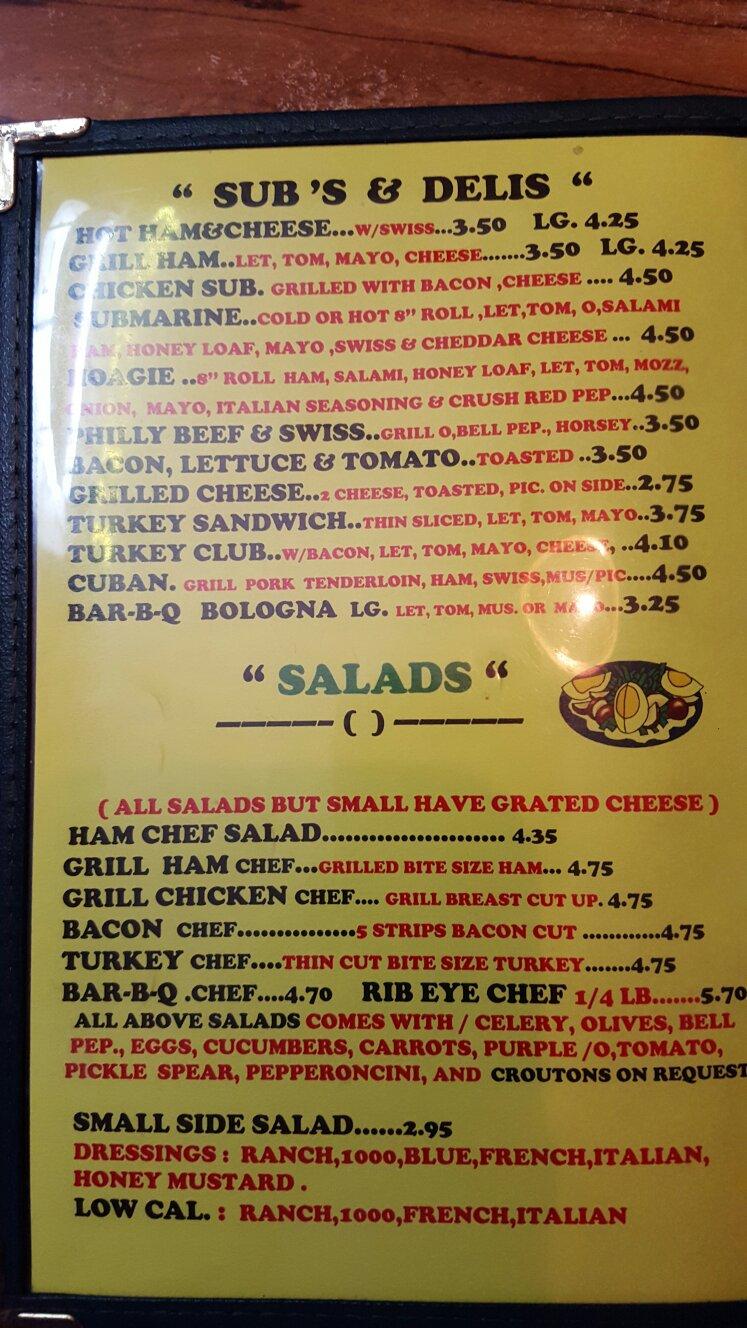 “ SUB'S & DELIS “
HOT HAM&CHEESE...W/SWISS...3.50 LG. 4.25
GRILL HAM..LET, TOM, MAYO, CHEESE.......3.50 LG. 4.25
CHICKEN SUB. GRILLED WITH BACON ,CHEESE .... 4.50
SUBMARINE..COLD OR HOT 8” ROLL ,LET,TOM, O,SALAMI
HAM, HONEY LOAF, MAYO ,SWISS & CHEDDAR CHEESE ... 4.50
HOAGIE ..8” ROLL HAM, SALAMI, HONEY LOAF, LET, TOM, MOZZ,
ONION, MAYO, ITALIAN SEASONING & CRUSH RED PEP...4.50
PHILLY BEEF & SWISS..GRILL O,BELL PEP., HORSEY..3.50
BACON, LETTUCE & TOMATO..TOASTED ..3.50
GRILLED CHEESE..2 CHEESE, TOASTED, PIC. ON SIDE..2.75
TURKEY SANDWICH..THIN SLICED, LET, TOM, MAYO..3.75
TURKEY CLUB..W/BACON, LET, TOM, MAYO, CHEESE, ..4.10
CUBAN. GRILL PORK TENDERLOIN, HAM, SWISS,MUS/PIC....4.50
BAR-B-Q BOLOGNA LG. LET, TOM, MUS. OR MAYO...3.25
“ SALADS “
—————— ( ) ——————
( ALL SALADS BUT SMALL HAVE GRATED CHEESE )
HAM CHEF SALAD........................ 4.35
GRILL HAM CHEF...GRILLED BITE SIZE HAM... 4.75
GRILL CHICKEN CHEF.... GRILL BREAST CUT UP. 4.75
BACON CHEF................5 STRIPS BACON CUT .............4.75
TURKEY CHEF....THIN CUT BITE SIZE TURKEY.......4.75
BAR-B-Q .CHEF....4.70 RIB EYE CHEF 1/4 LB.......5.70
ALL ABOVE SALADS COMES WITH / CELERY, OLIVES, BELL
PEP., EGGS, CUCUMBERS, CARROTS, PURPLE /O,TOMATO,
PICKLE SPEAR, PEPPERONCINI, AND CROUTONS ON REQUEST
SMALL SIDE SALAD......2.95
DRESSINGS : RANCH,1000,BLUE,FRENCH,ITALIAN,
HONEY MUSTARD .
LOW CAL. : RANCH,1000,FRENCH,ITALIAN